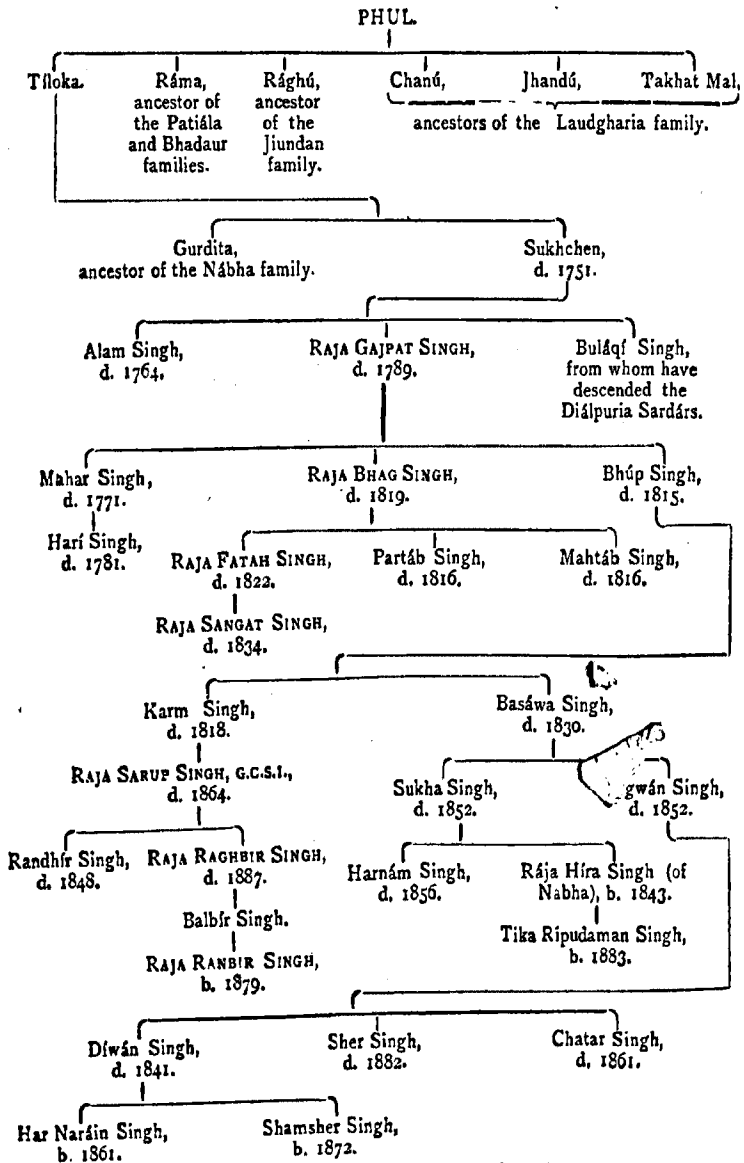 PHUL.
Tíloka.
Ráma,
ancestor of
the Patiála
and Bhadaur
families.
Rághú,
ancestor
of the
Jiundan
family.
Chanú,
Jhandú,
Takhat Mal,
ancestors of the Laudgharia family.
Gurdita,
ancestor of the Nábha family.
Sukhchen,
d. 1751.
Alam Singh,
d. 1764.
RAJA GAJPAT SINGH,
d. 1789.
Buláqí Singh,
from whom have
descended the
Diálpuria Sardárs.
Mahar Singh,
d. 1771.
RAJA BHAG SINGH,
d. 1819.
Bhúp Singh,
d. 1815.
Harí Singh,
d. 1781.
RAJA FATAH SINGH,
d. 1822.
Partáb Singh,
d. 1816.
Mahtáb Singh,
d. 1816.
RAJA SANGAT SINGH,
d. 1834.
Karm Singh,
d. 1818.
Basáwa Singh,
d. 1830.
RAJA SARUP SINGH, G.C.S.I.,
d. 1864.
Sukha Singh,
d. 1852.
gwán Singh,
d. 1852.
Randhír Singh,
d. 1848.
RAJA RAGHBIR SINGH,
d. 1887.
Harnám Singh,
d. 1856.
Rája Híra Singh (of
Nabha), b. 1843.
Balbír Singh.
Tika Ripudaman Singh,
b. 1883.
RAJA RANBIR SINGH,
b. 1879.
Díwán Singh,
d. 1841.
Sher Singh,
d. 1882.
Chatar Singh,
d. 1861.
Har Naráin Singh,
b. 1861.
Shamsher Singh,
b. 1872.